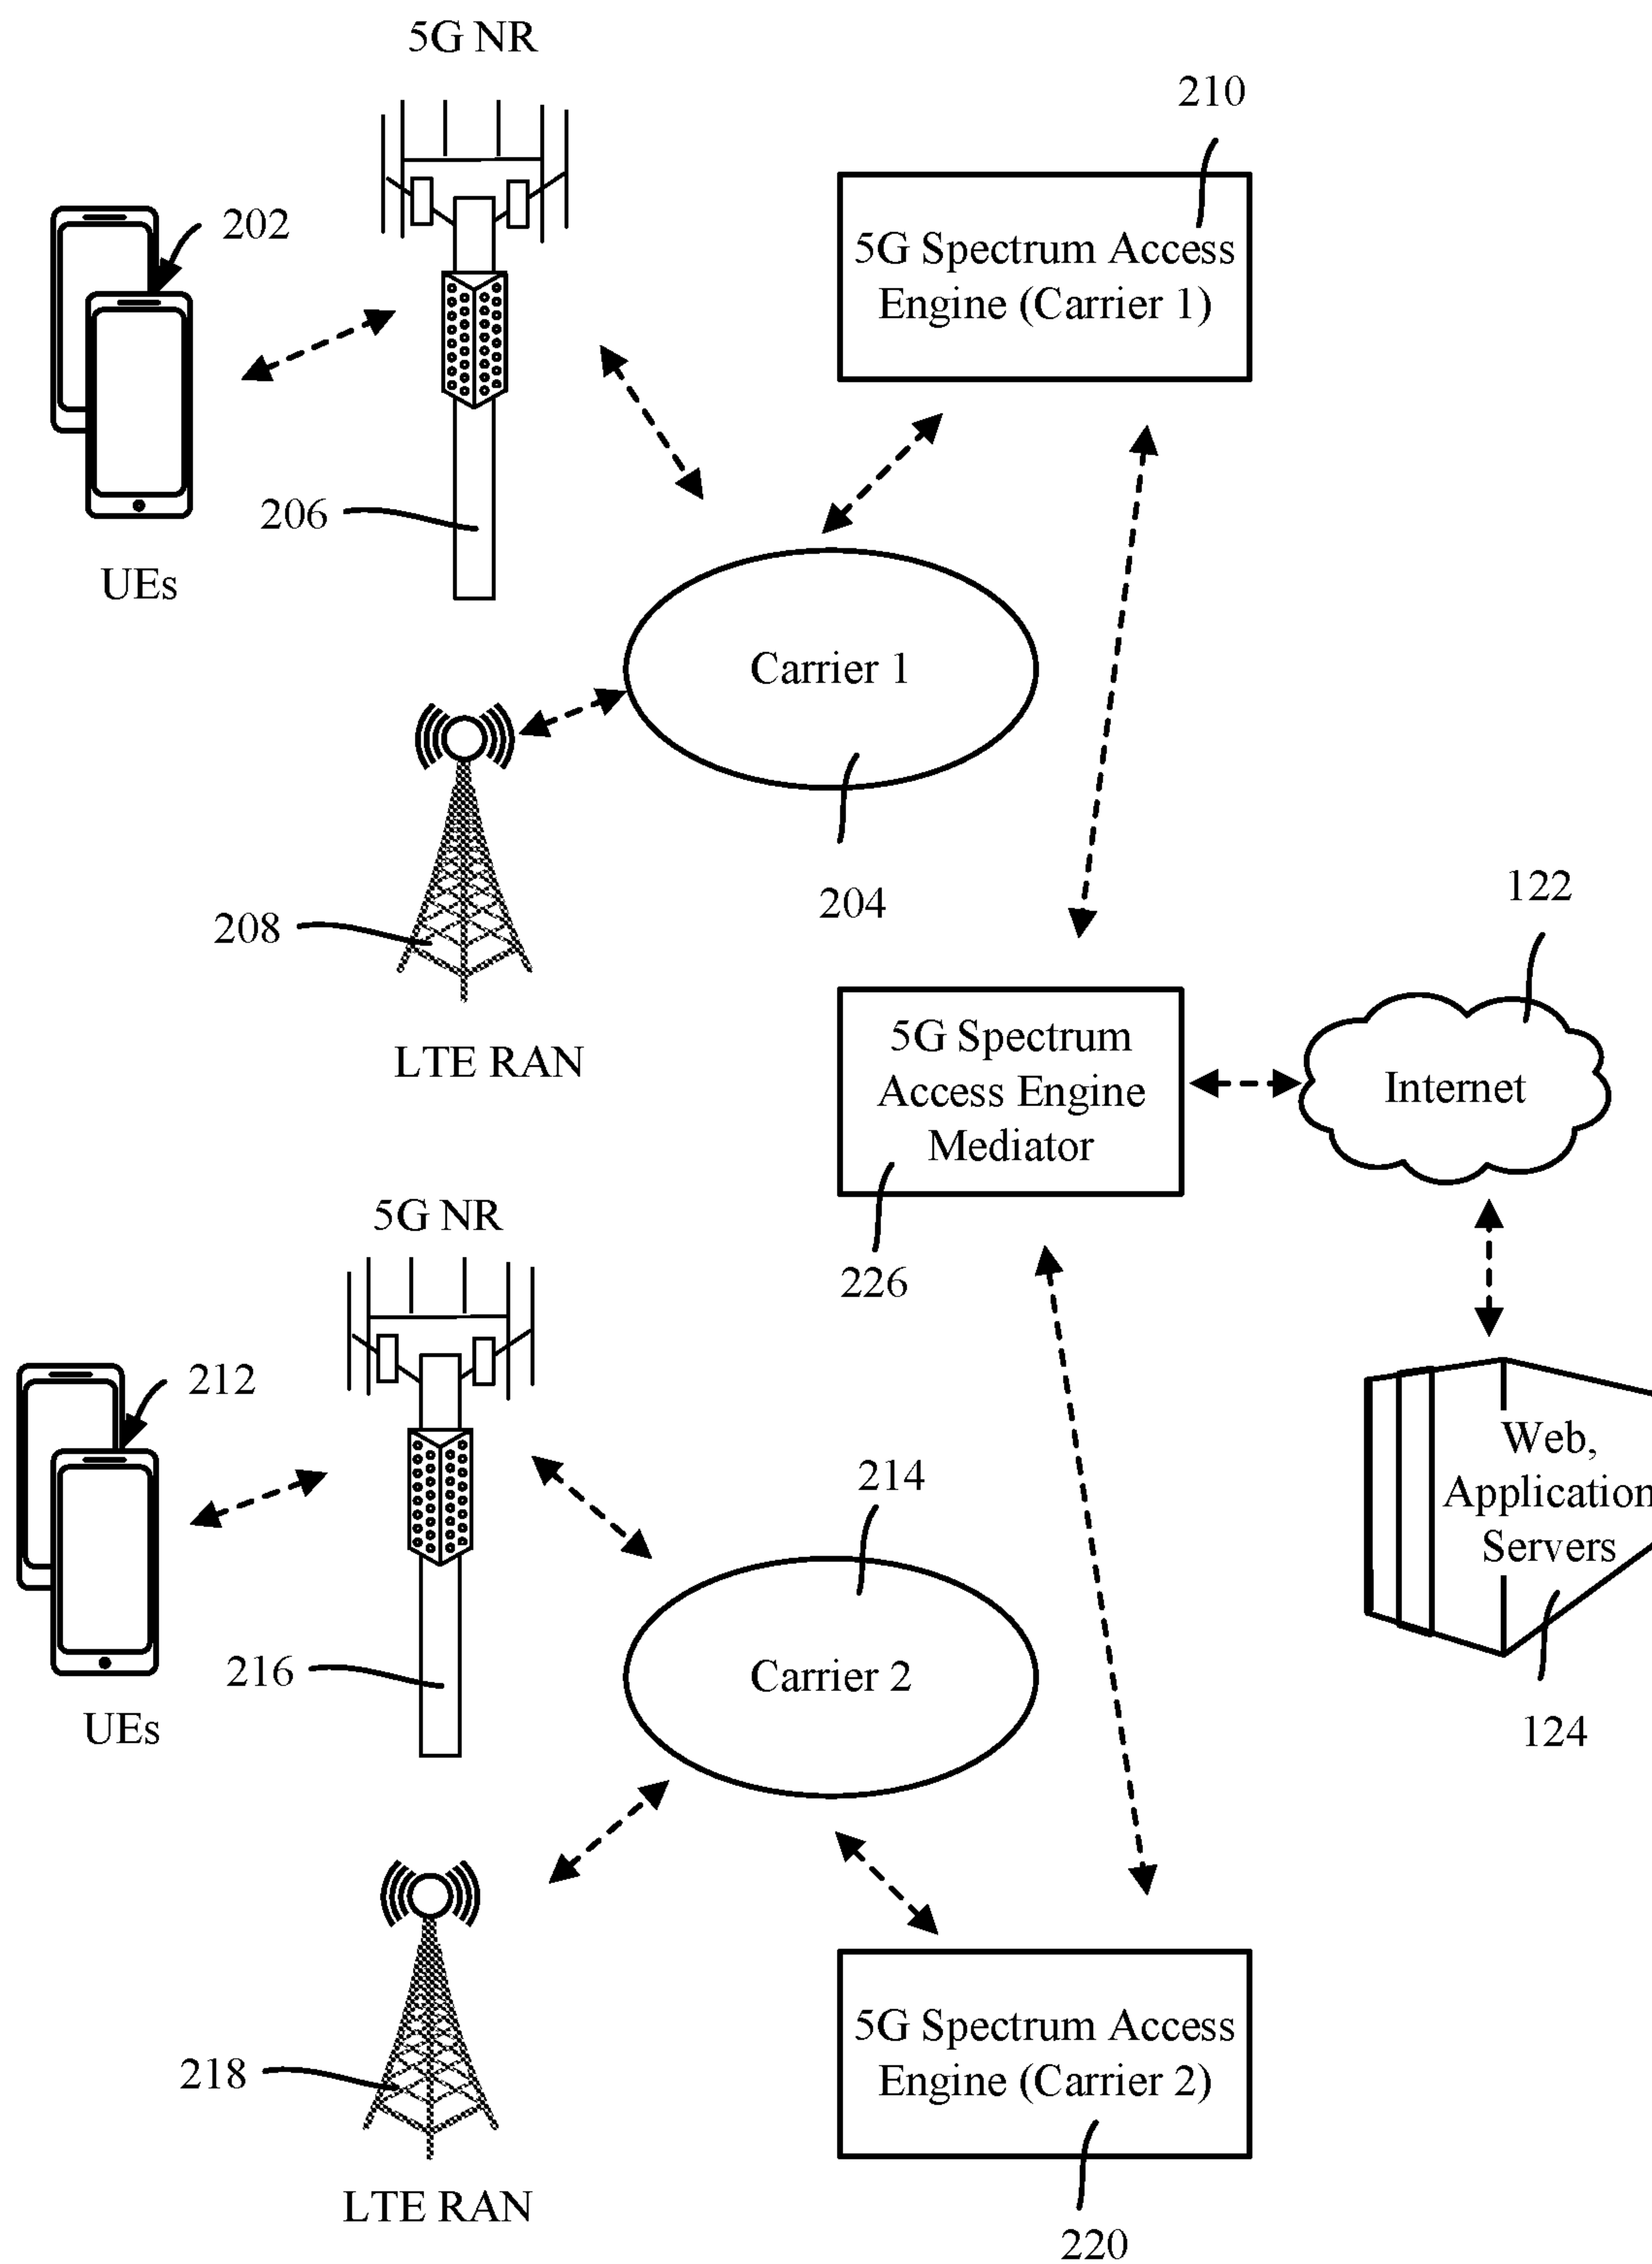 5G NR
210
202
5G Spectrum Access
Engine (Carrier 1)
206
UEs
Carrier 1
204
208
LTE RAN
122
5G Spectrum
Access Engine
Mediator
Internet
226
5G NR
212
Web,
Application
Servers
214
216
Carrier 2
UEs
124
218
5G Spectrum Access
Engine (Carrier 2)
LTE RAN
220